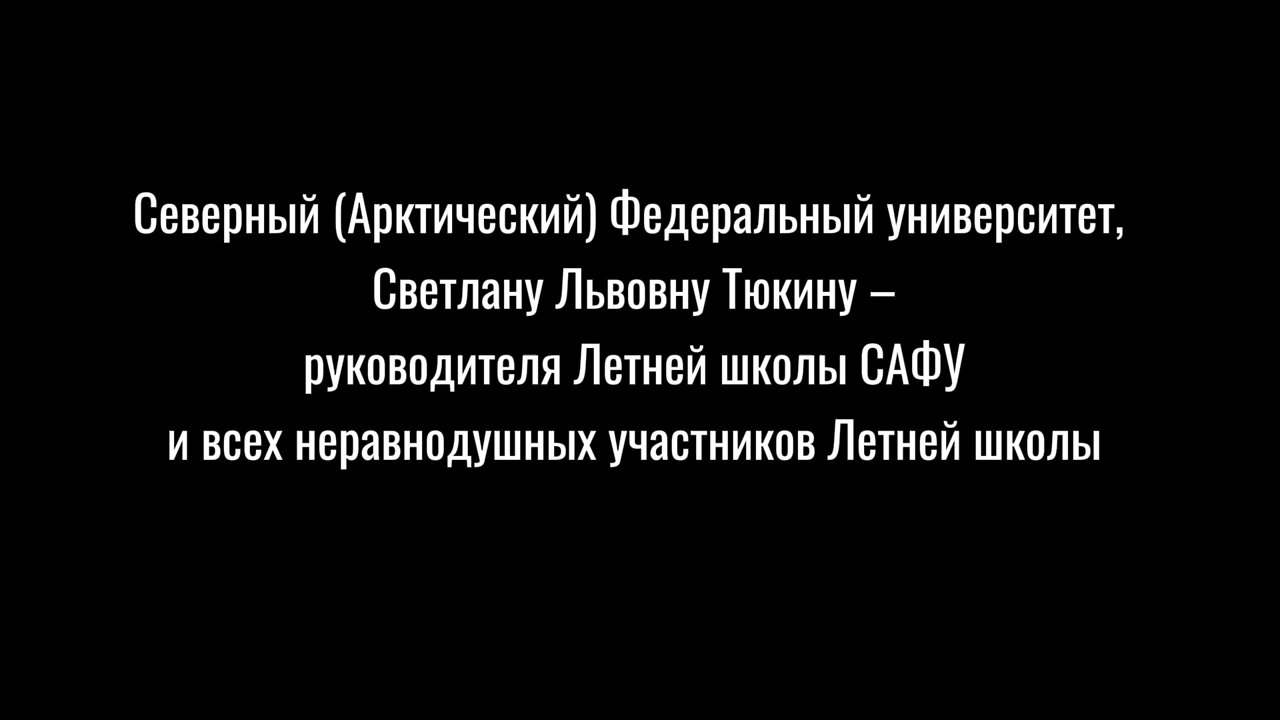 Северный (Арктический) Федеральный университет,
Светлану Львовну Тюкину –
руководителя Летней школы САФУ
и всех неравнодушных участников Летней школы